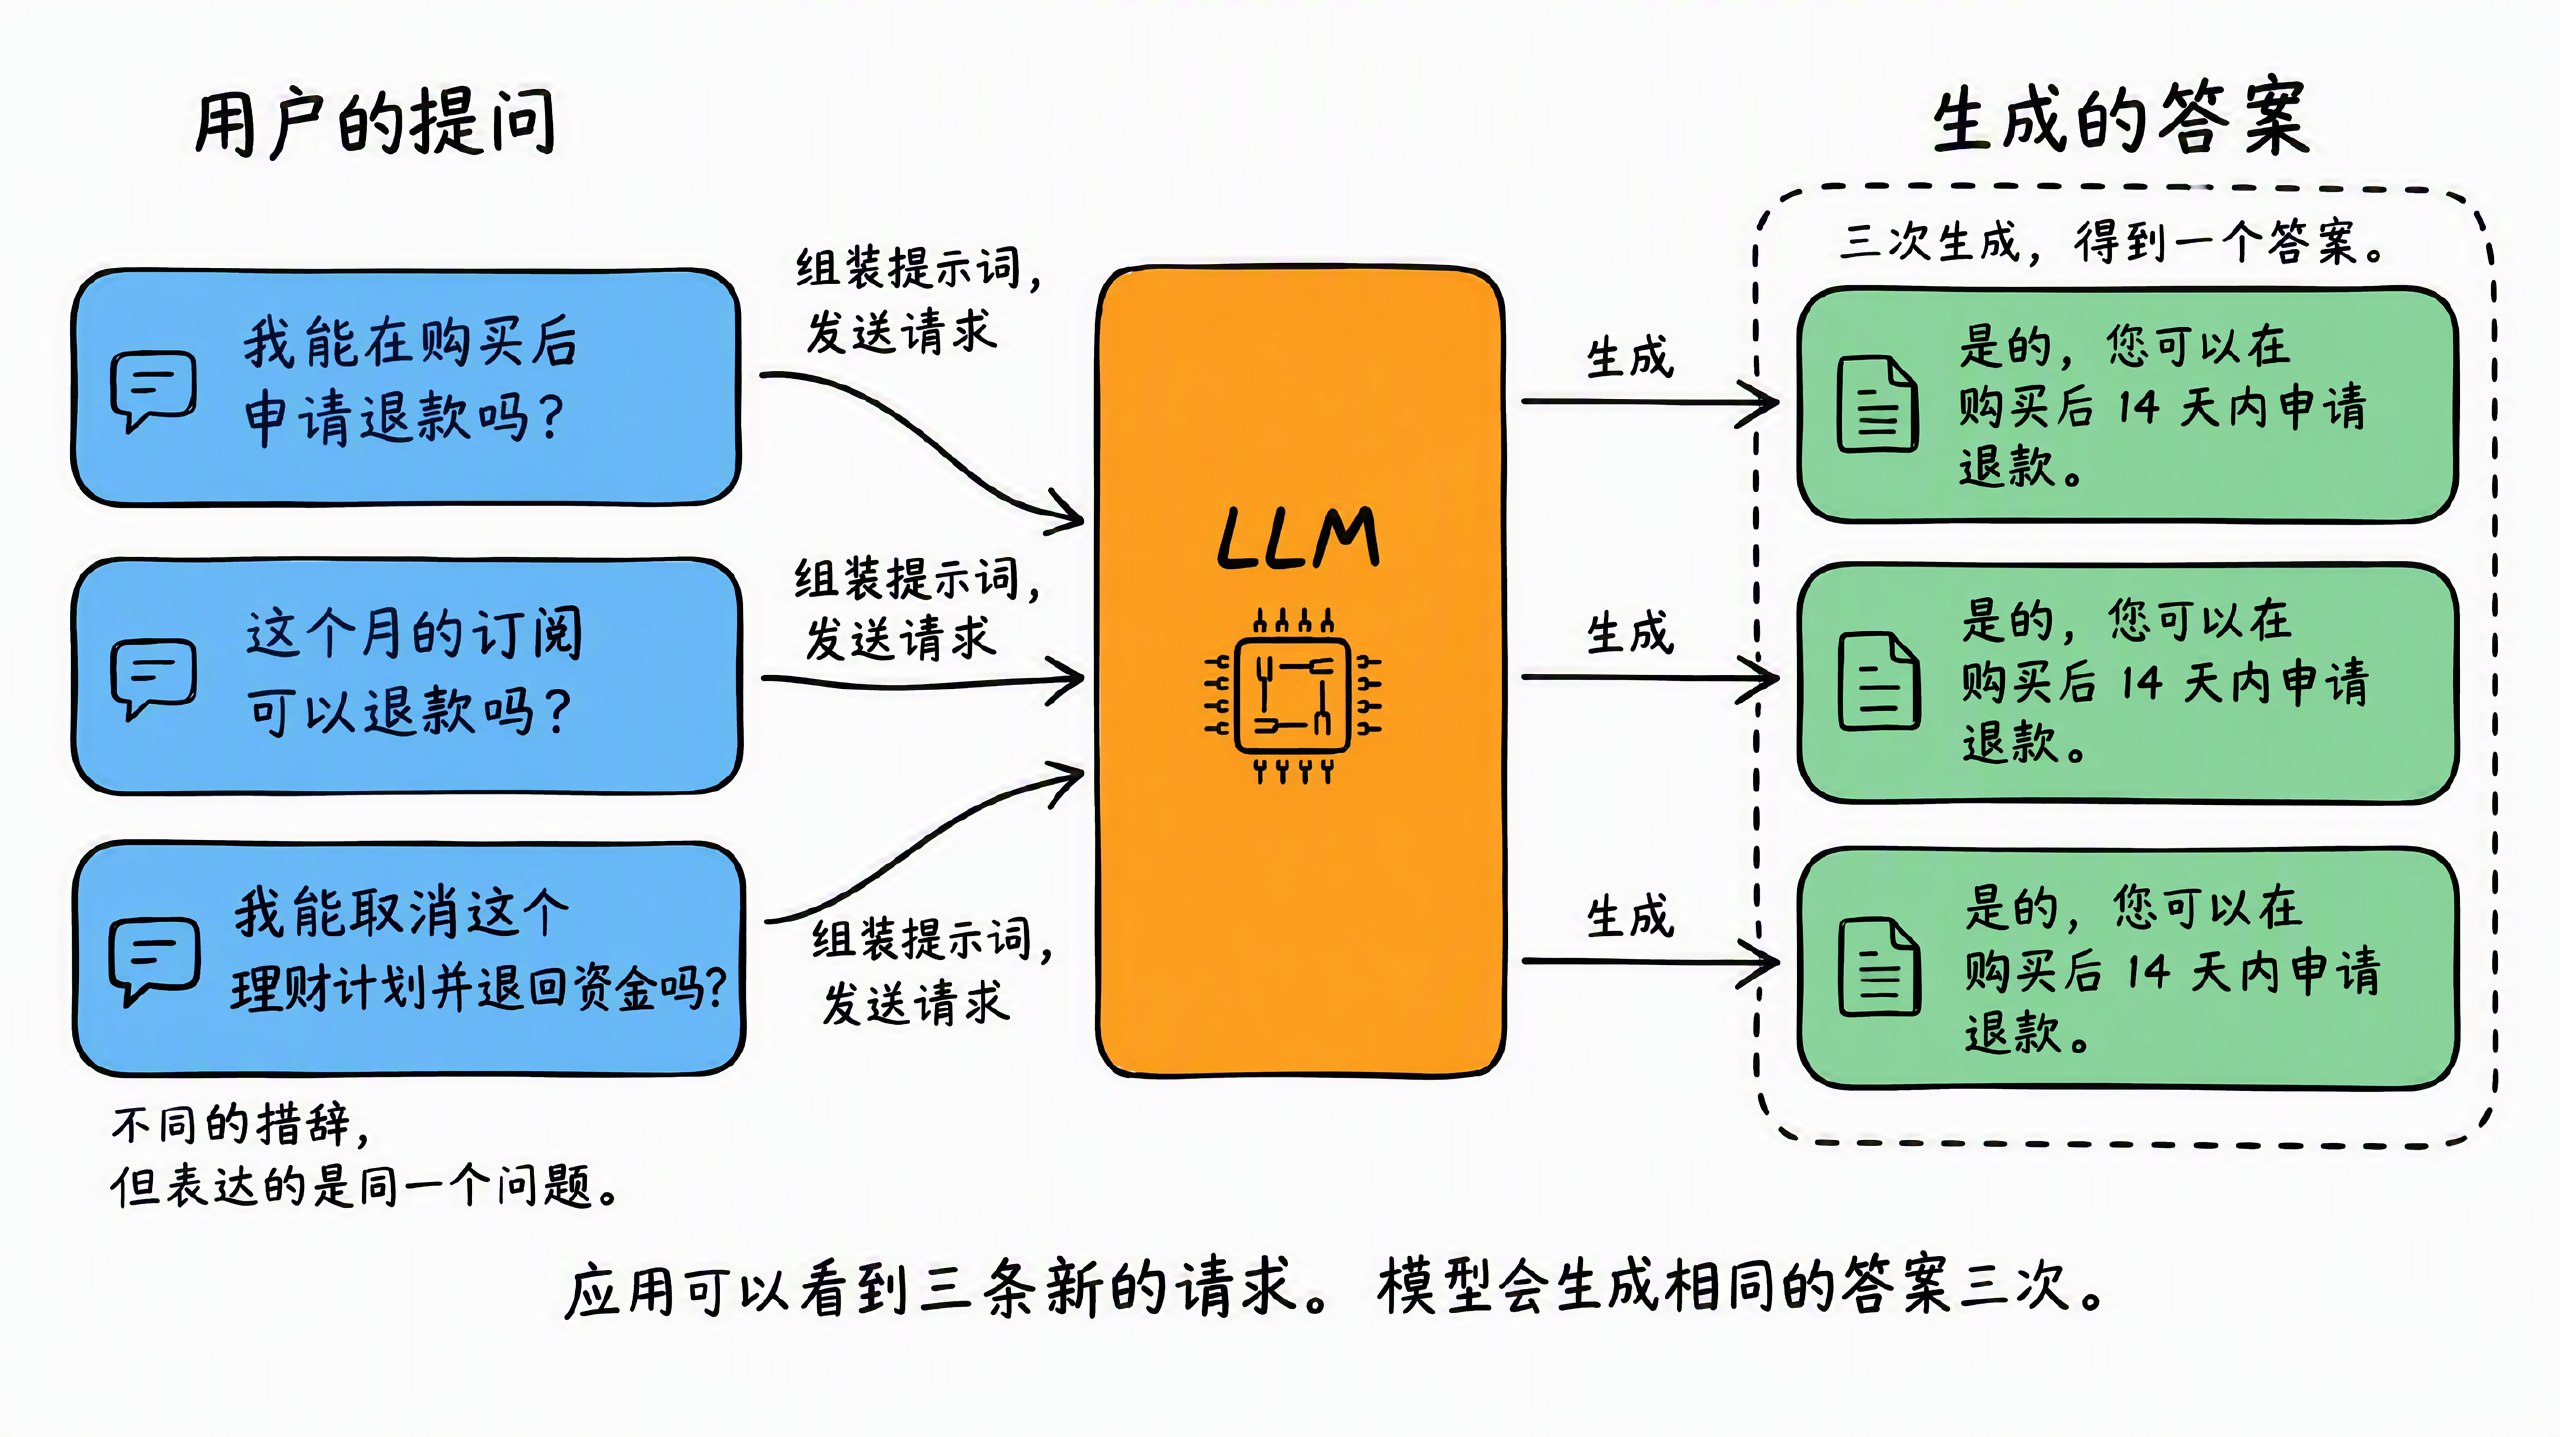 用户的提问
生成的答案
三次生成，得到一个答案。
我能在购买后
申请退款吗？
组装提示词，
发送请求
生成
是的，您可以在
购买后 14 天内申请
退款。
这个月的订阅
可以退款吗？
组装提示词，
发送请求
LLM
生成
是的，您可以在
购买后 14 天内申请
退款。
我能取消这个
理财计划并退回资金吗？
组装提示词，
发送请求
生成
是的，您可以在
购买后 14 天内申请
退款。
不同的措辞，
但表达的是同一个问题。
应用可以看到三条新的请求。 模型会生成相同的答案三次。